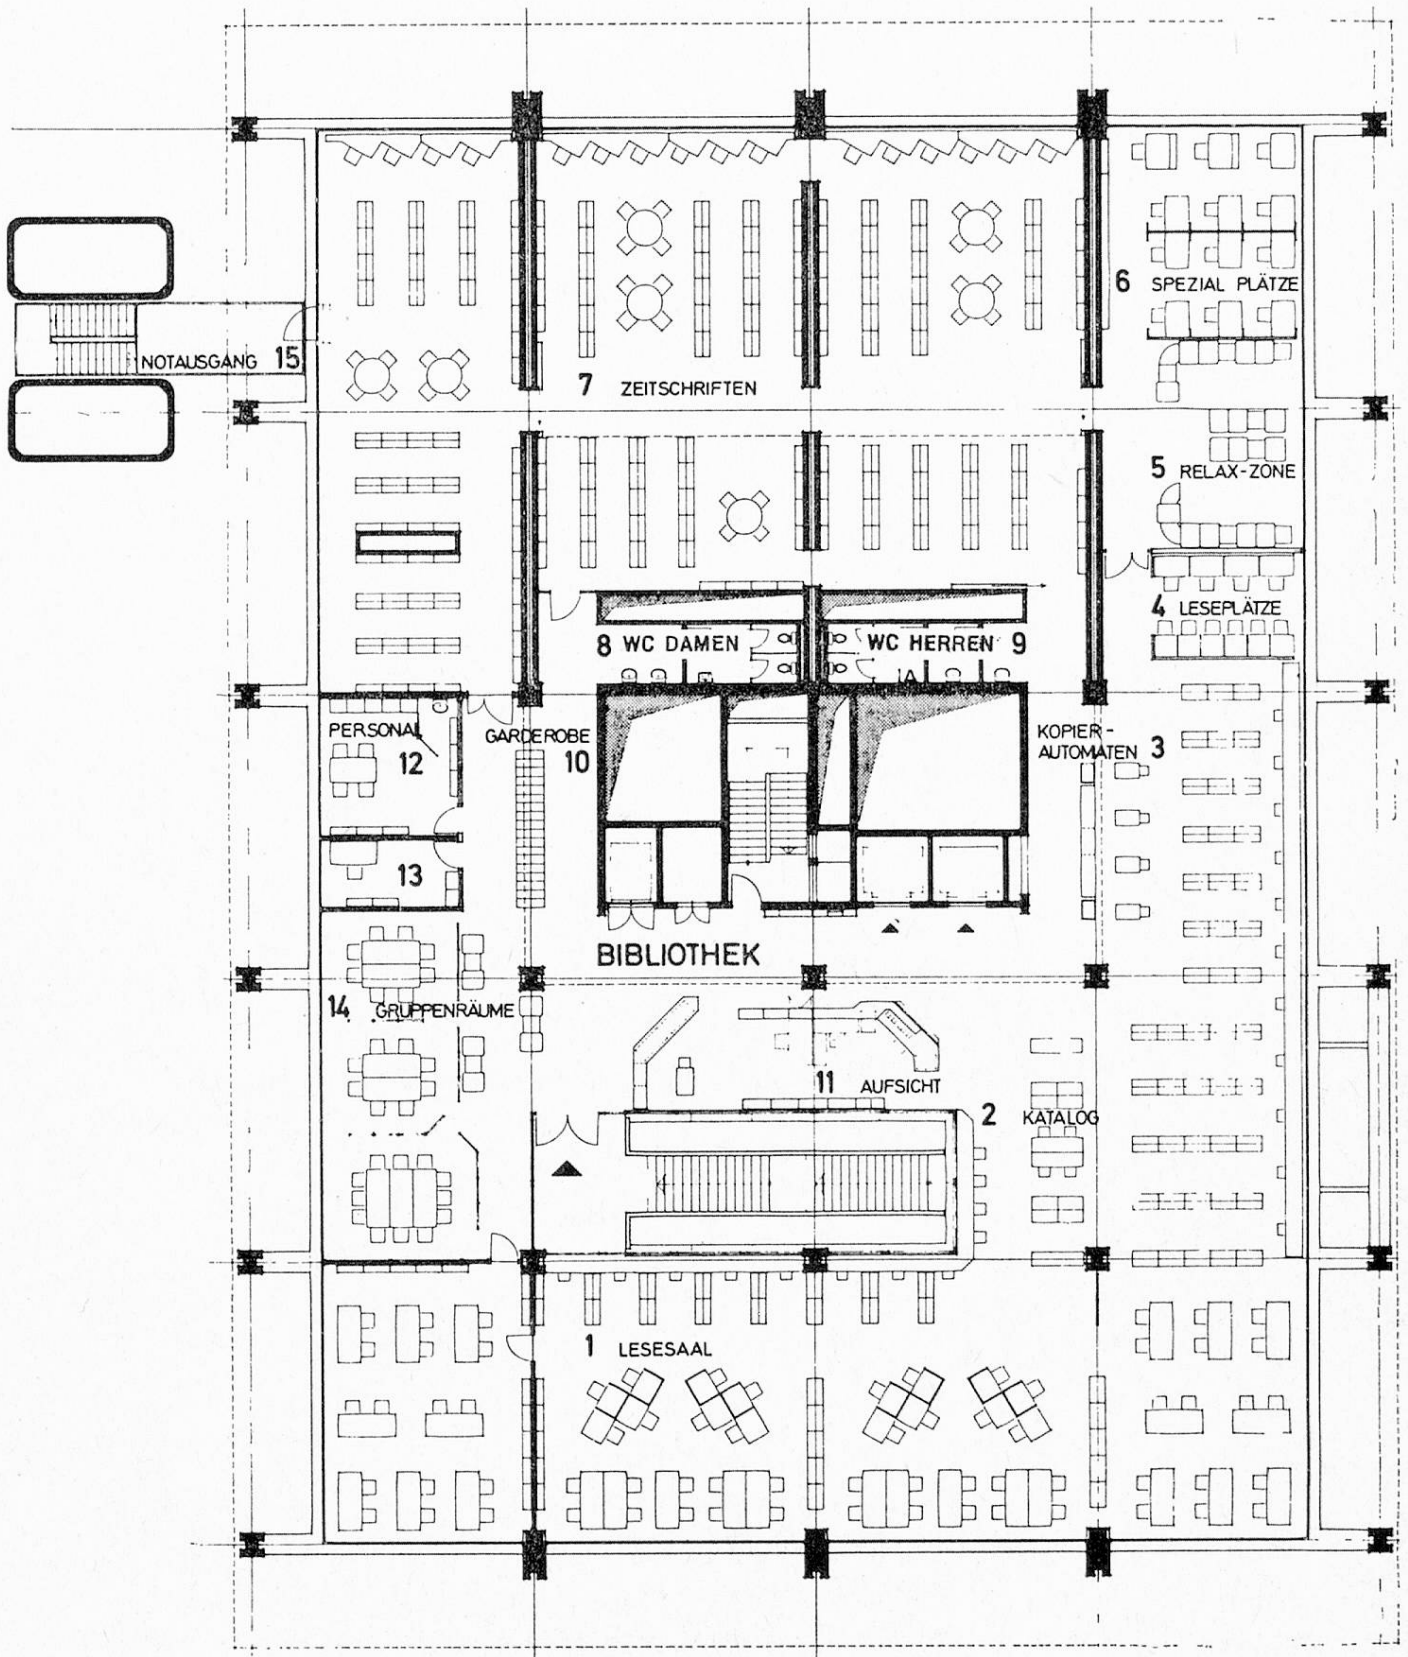 6 SPEZIAL PLÄTZE
NOTAUSGANG 15
7 ZEITSCHRIFTEN
5 RELAX-ZONE
4 LESEPLÄTZE
8 WC DAMEN
WC HERREN 9
PERSONAL
12
GARDEROBE
10
KOPIER-
AUTOMATEN 3
13
BIBLIOTHEK
14 GRUPPENRÄUME
11 AUFSICHT
2 KATALOG
1 LESESAAL